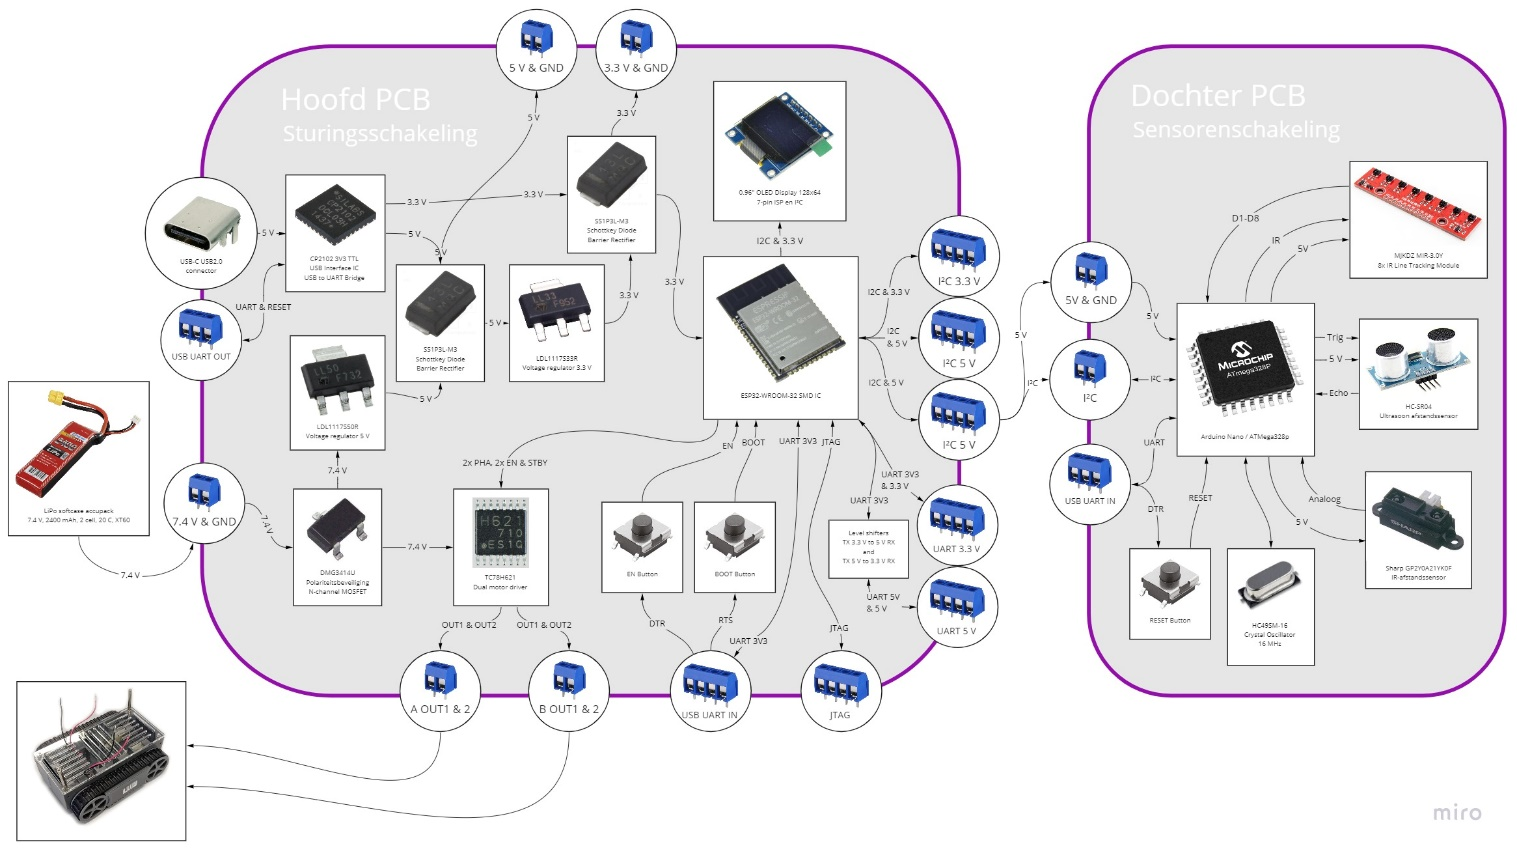 Hoofd PCB
Sturingsschakeling
5 V & GND
3.3 V & GND
5 V
3.3 V
USB-C USB2.0
connector
5 V
CP2102 3V3 TTL
USB interface IC
USB to UART Bridge
3.3 V
3.3 V
5 V
5 V
UART & RESET
USB UART OUT
SS1P3L-M3
Schottkey Diode
Barrier Rectifier
SS1P3L-M3
Schottkey Diode
Barrier Rectifier
5 V
LDL1117S33R
Voltage regulator 3.3 V
3.3 V
3.3 V
LDL1117S50R
Voltage regulator 5 V
5 V
7.4 V
LiPo softcase accupack
7.4 V, 2400 mAh, 2 cell, 20 C, XT60
7.4 V
7.4 V & GND
7.4 V
DMG3414U
Polariteitsbeveiliging
N-channel MOSFET
7.4 V
2x PHA, 2x EN & STBY
H621
710
ES1G
TC78H621
Dual motor driver
OUT1 & OUT2
OUT1 & OUT2
A OUT1 & 2
B OUT1 & 2
0.96" OLED Display 128x64
7-pin ISP en I²C
I2C & 3.3 V
ESP32-WROOM-32 SMD IC
EN
BOOT
UART 3V3
JTAG
EN Button
BOOT Button
DTR
RTS
UART 3V3
USB UART IN
JTAG
JTAG
I2C & 3.3 V
I2C
& 5 V
I2C & 5 V
I²C 3.3 V
I²C 5 V
I²C 5 V
UART 3V3
& 3.3 V
UART 3V3
Level shifters
TX 3.3 V to 5 V RX
and
TX 5 V to 3.3 V RX
UART 5V
& 5 V
UART 3.3 V
UART 5 V
5 V
I²C
Dochter PCB
Sensorenschakeling
5V & GND
5 V
I²C
I²C
USB UART IN
UART
DTR
RESET
RESET Button
MICROCHIP
ATmega328P
Arduino Nano / ATMega328p
D1-D8
IR
5V
MJKDZ MIR-3.0Y
8x IR Line Tracking Module
Trig
5 V
Echo
HC-SR04
Ultrasoon afstandssensor
Analoog
5 V
SHARP
Sharp GP2Y0A21YK0F
IR-afstandssensor
HC49SM-16
Crystal Oscillator
16 MHz
miro